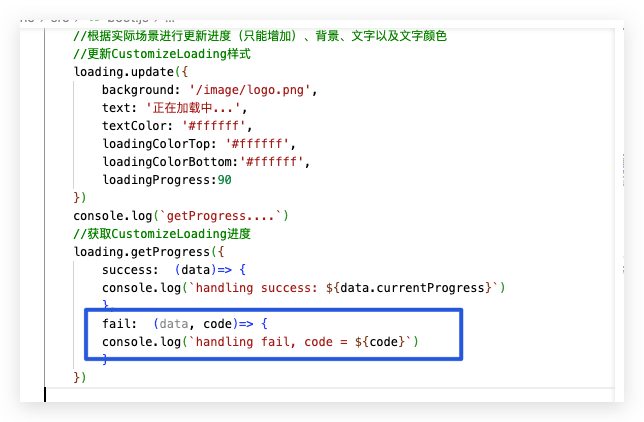 //根据实际场景进行更新进度（只能增加）、背景、文字以及文字颜色
//更新CustomizeLoading样式
loading.update({
background: '/image/logo.png',
text: '正在加载中...',
textColor: '#ffffff',
loadingColorTop: '#ffffff',
loadingColorBottom:'#ffffff',
loadingProgress:90
})
console.log(`getProgress....`)
//获取CustomizeLoading进度
loading.getProgress({
success:  (data)=> {
console.log(`handling success: ${data.currentProgress}`)
},
fail:  (data, code)=> {
console.log(`handling fail, code = ${code}`)
}
})